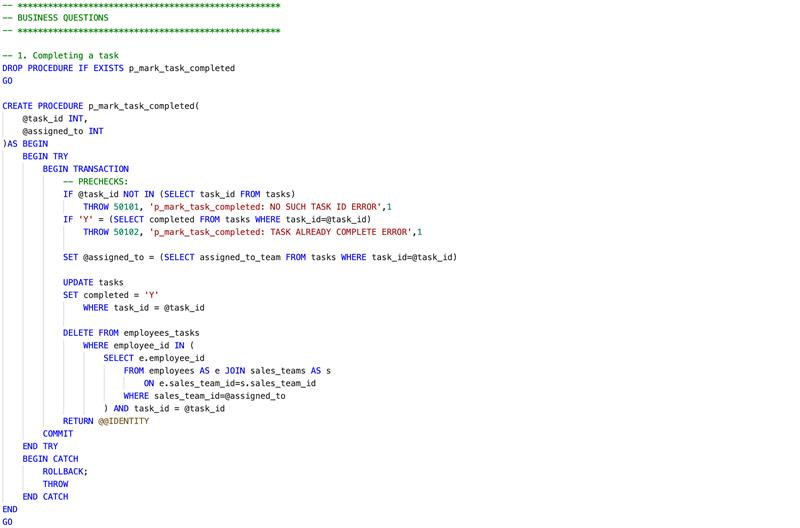 -- ****************************************************
-- BUSINESS QUESTIONS
-- ****************************************************
-- 1. Completing a task
DROP PROCEDURE IF EXISTS p_mark_task_completed
GO
CREATE PROCEDURE p_mark_task_completed(
@task_id INT,
@assigned_to INT
)AS BEGIN
BEGIN TRY
BEGIN TRANSACTION
-- PRECHECKS:
IF @task_id NOT IN (SELECT task_id FROM tasks)
THROW 50101, 'p_mark_task_completed: NO SUCH TASK ID ERROR',1
IF 'Y' = (SELECT completed FROM tasks WHERE task_id=@task_id)
THROW 50102, 'p_mark_task_completed: TASK ALREADY COMPLETE ERROR',1
SET @assigned_to = (SELECT assigned_to_team FROM tasks WHERE task_id=@task_id)
UPDATE tasks
SET completed = 'Y'
WHERE task_id = @task_id
DELETE FROM employees_tasks
WHERE employee_id IN (
SELECT e.employee_id
FROM employees AS e JOIN sales_teams AS s
ON e.sales_team_id=s.sales_team_id
WHERE sales_team_id=@assigned_to
) AND task_id = @task_id
RETURN @@IDENTITY
COMMIT
END TRY
BEGIN CATCH
ROLLBACK;
THROW
END CATCH
END
GO